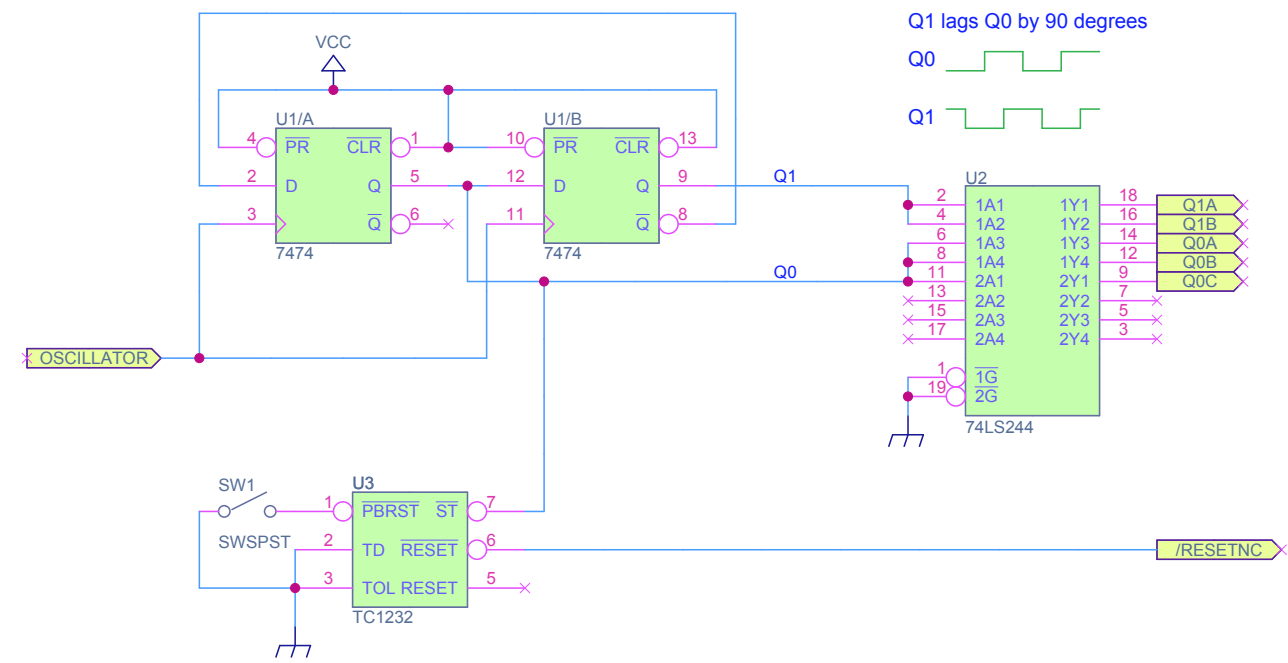 Q1 lags Q0 by 90 degrees
Q0
Q1
VCC
U1/A
4 PR CLR 1
2 D Q 5
3 Q 6
7474
U1/B
10 PR CLR 13
12 D Q 9
11 Q 8
7474
Q1
Q0
U2
2 1A1 1Y1 18 Q1A
4 1A2 1Y2 16 Q1B
6 1A3 1Y3 14 Q0A
8 1A4 1Y4 12 Q0B
11 2A1 2Y1 9 Q0C
13 2A2 2Y2 7
15 2A3 2Y3 5
17 2A4 2Y4 3
1 1G
19 2G
74LS244
OSCILLATOR
SW1
SWSPST
U3
1 PBRST ST 7
2 TD RESET 6
3 TOL RESET 5
TC1232
/RESETNC